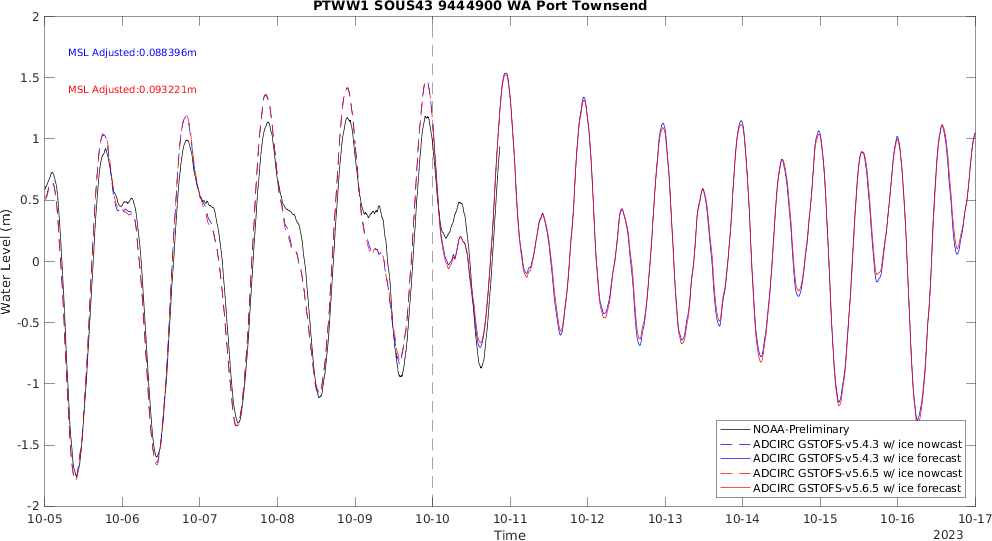 PTWW1 SOUS43 9444900 WA Port Townsend
MSL Adjusted:0.088396m
MSL Adjusted:0.093221m
2
1.5
1
0.5
0
-0.5
-1
-1.5
-2
Water Level (m)
NOAA-Preliminary
ADCIRC GSTOFS-v5.4.3 w/ ice nowcast
ADCIRC GSTOFS-v5.4.3 w/ ice forecast
ADCIRC GSTOFS-v5.6.5 w/ ice nowcast
ADCIRC GSTOFS-v5.6.5 w/ ice forecast
10-05 10-06 10-07 10-08 10-09 10-10 10-11 10-12 10-13 10-14 10-15 10-16 10-17
Time
2023